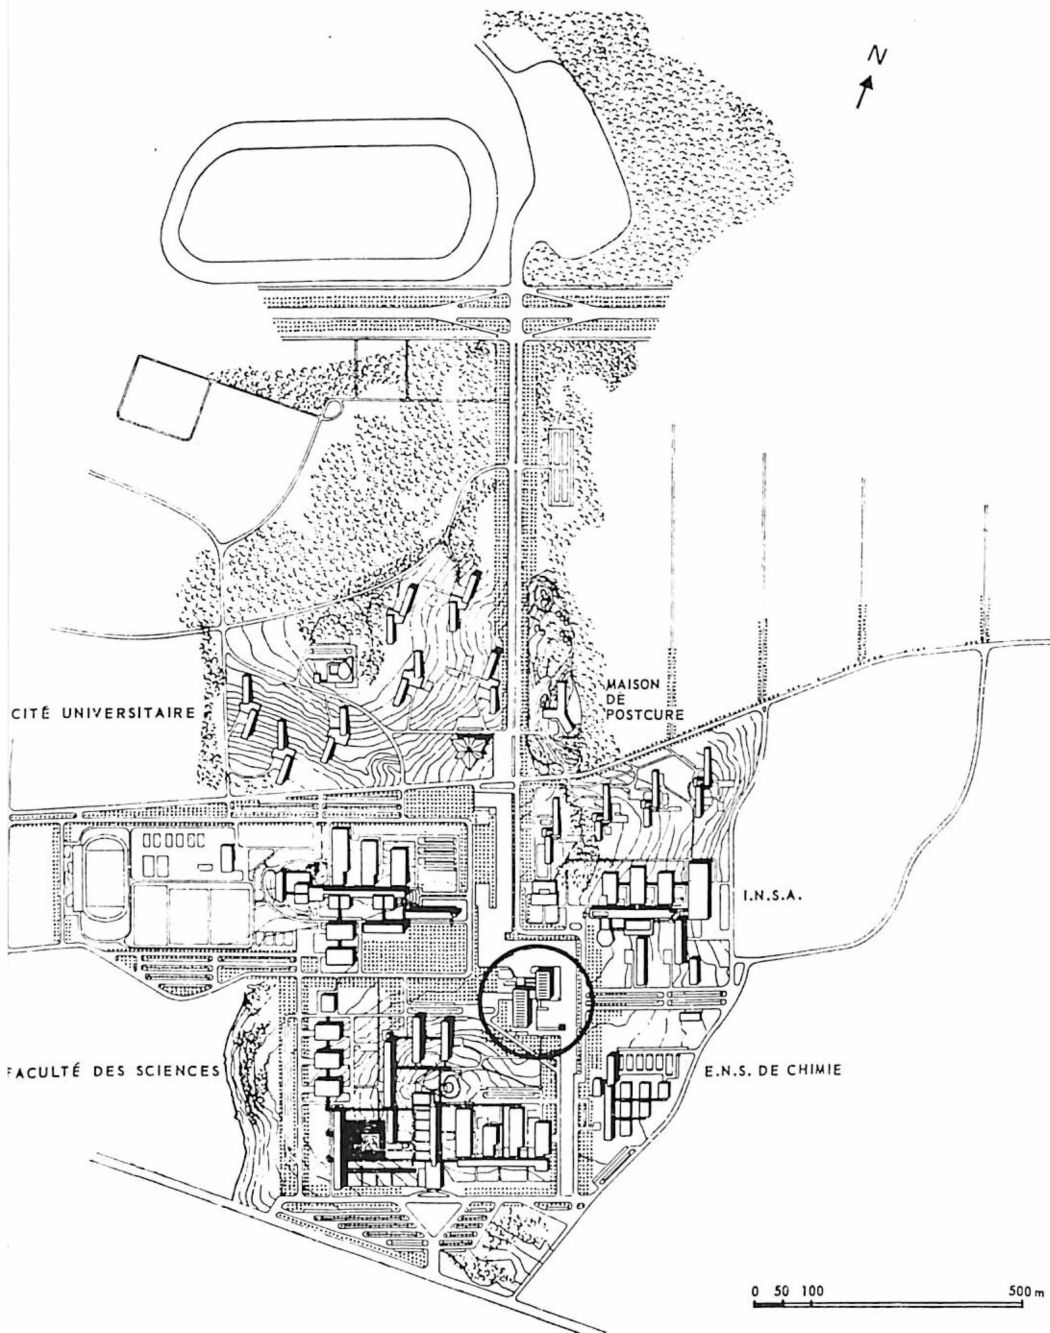 N
MAISON
DE
POSTCURE
CITÉ UNIVERSITAIRE
I.N.S.A.
FACULTÉ DES SCIENCES
E.N.S. DE CHIMIE
0 50 100 500 m